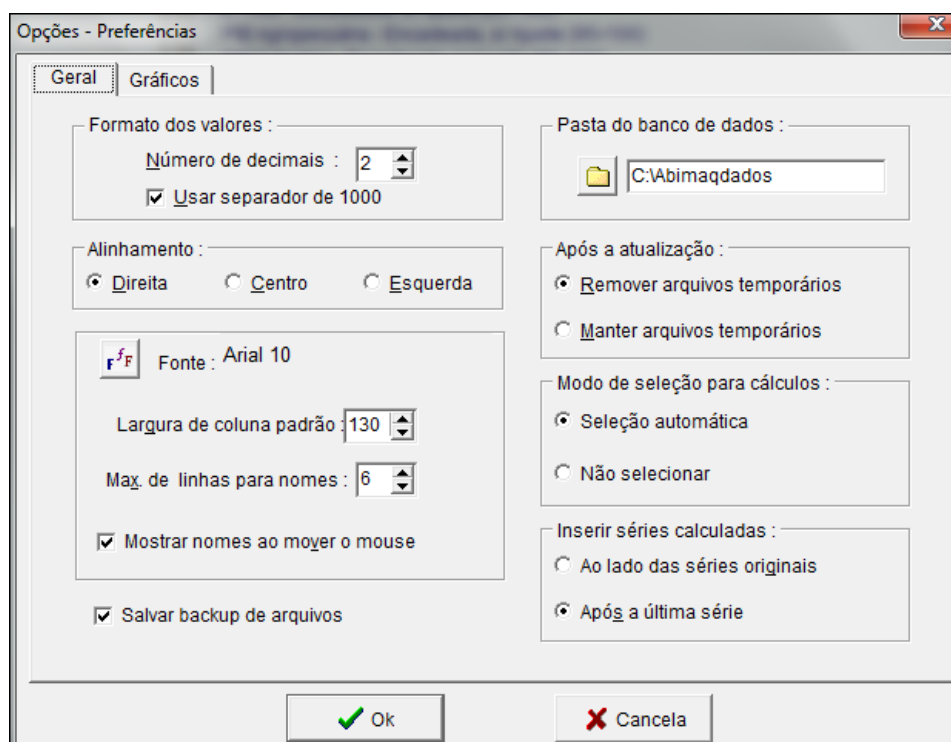 Opções - Preferências
Geral
Gráficos
Formato dos valores :
Número de decimais :
2
Usar separador de 1000
Alinhamento :
Direita
Centro
Esquerda
Fonte :
Arial 10
Largura de coluna padrão :
130
Max. de linhas para nomes :
6
Mostrar nomes ao mover o mouse
Salvar backup de arquivos
Pasta do banco de dados :
C:\Abimaqdados
Após a atualização :
Remover arquivos temporários
Manter arquivos temporários
Modo de seleção para cálculos :
Seleção automática
Não selecionar
Inserir séries calculadas :
Ao lado das séries originais
Após a última série
Ok
Cancela